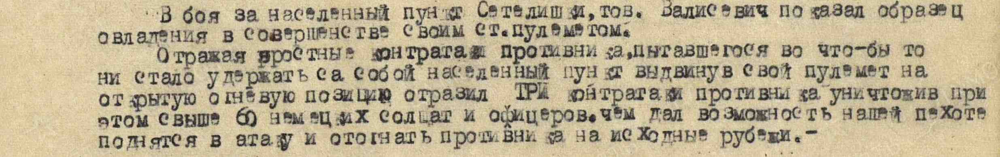 В боя за населенный пункт Сетелишки, тов. Валисевич показал образец
овладения в совершенстве своим ст.пулеметом.
Отражая яростные контратаки противника,пытавшегося во что-бы то
ни стало удержать са собой населенный пункт выдвинув свой пулемет на
открытую огневую позицию отразил ТРИ контратаки противника уничтожив при
этом свыше 60 немецких солдат и офицеров.чем дал возможность нашей пехоте
поднятся в атаку и отогнать противника на исходные рубежи.-